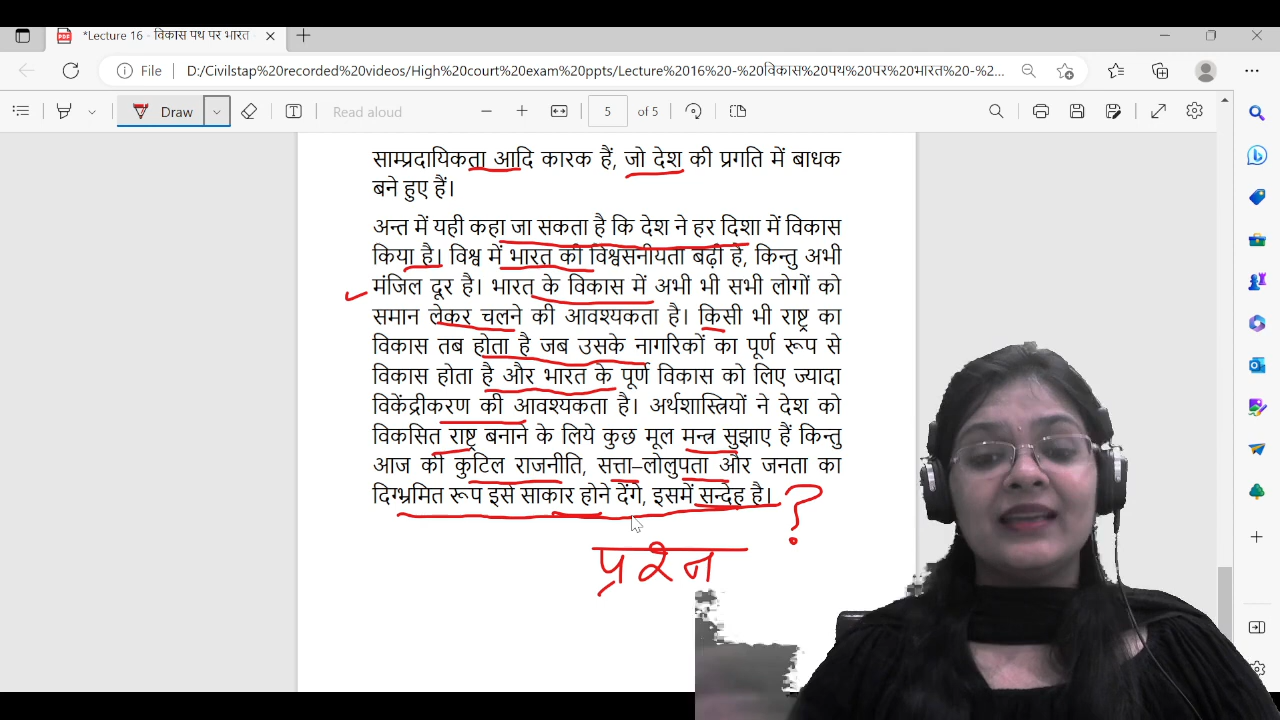 *Lecture 16 - विकास पथ पर भारत
File D:/Civilstap%20recorded%20videos/High%20court%20exam%20ppts/Lecture%2016%20-%20विकास%20पथ%20पर%20भारत%20-%2...
Draw
Read aloud
5 of 5
साम्प्रदायिकता आदि कारक हैं, जो देश की प्रगति में बाधक
बने हुए हैं।
अन्त में यही कहा जा सकता है कि देश ने हर दिशा में विकास
किया है। विश्व में भारत की विश्वसनीयता बढ़ी है, किन्तु अभी
मंजिल दूर है। भारत के विकास में अभी भी सभी लोगों को
समान लेकर चलने की आवश्यकता है। किसी भी राष्ट्र का
विकास तब होता है जब उसके नागरिकों का पूर्ण रूप से
विकास होता है और भारत के पूर्ण विकास को लिए ज्यादा
विकेंद्रीकरण की आवश्यकता है। अर्थशास्त्रियों ने देश को
विकसित राष्ट्र बनाने के लिये कुछ मूल मन्त्र सुझाए हैं किन्तु
आज की कुटिल राजनीति, सत्ता–लोलुपता और जनता का
दिग्भ्रमित रूप इसे साकार होने देंगे, इसमें सन्देह है। ?
प्रश्न